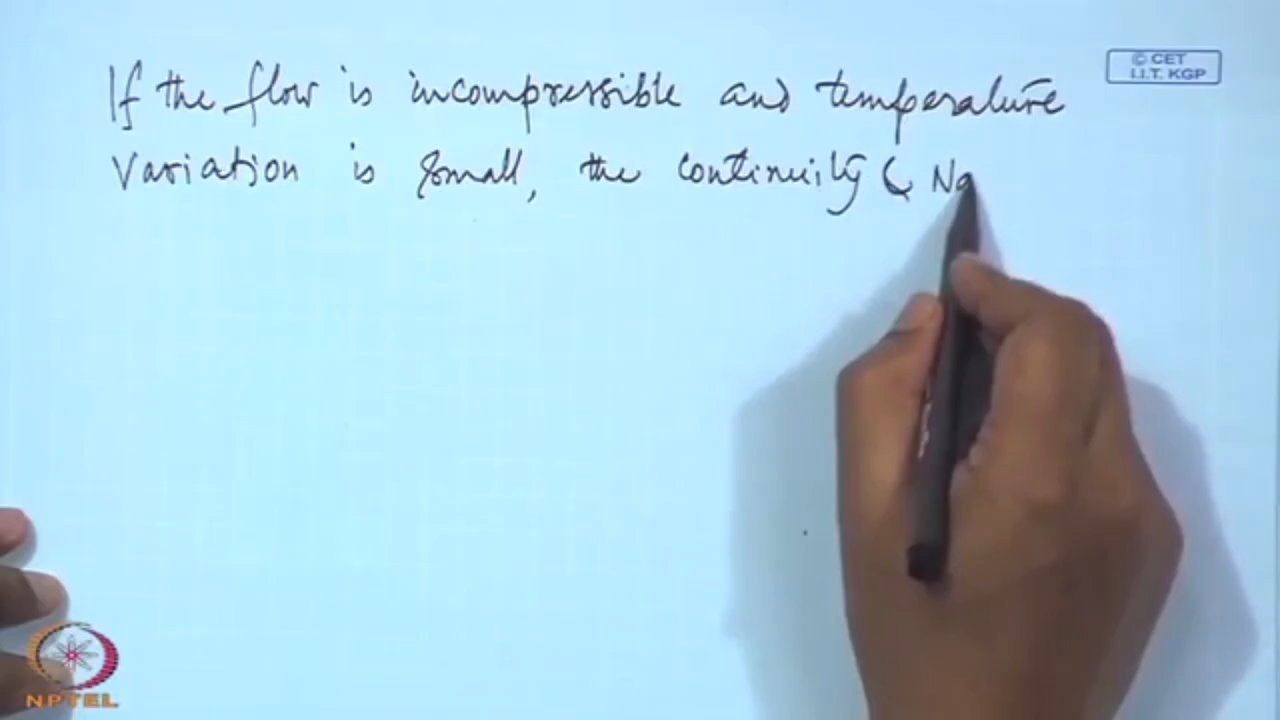 If the flow is incompressible and temperature
variation is small, the continuity & Na
© CET
I.I.T. KGP
NPTEL